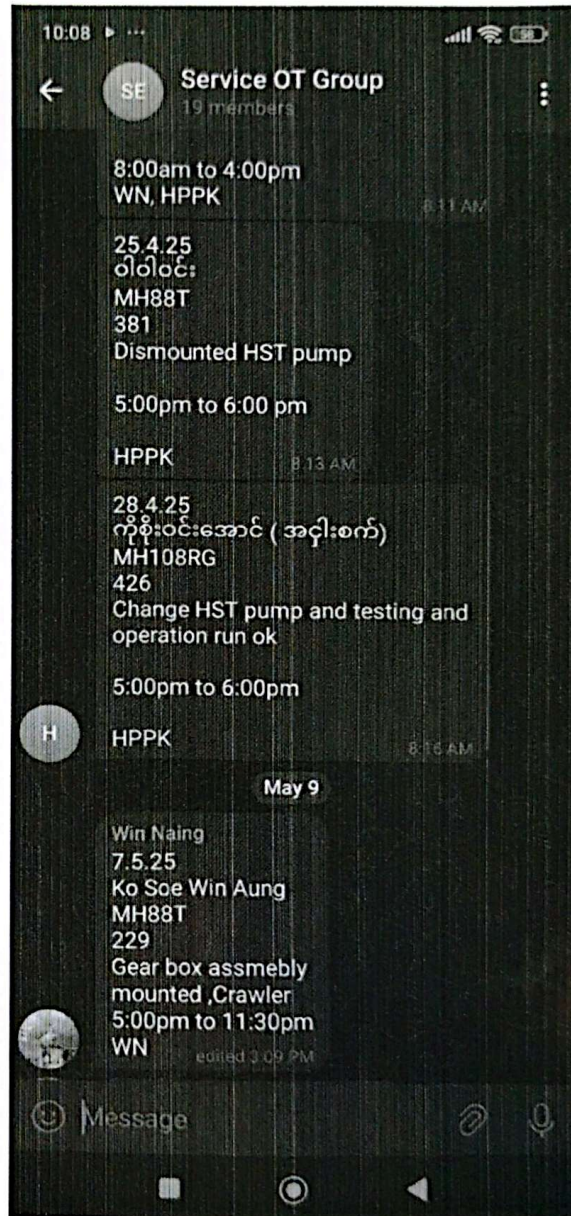 10:08
58
SE
Service OT Group
19 members
8:00am to 4:00pm
WN, HPPK
8:11 AM
25.4.25
ဝါဝါဝင်း
MH88T
381
Dismounted HST pump
5:00pm to 6:00 pm
HPPK
8:13 AM
28.4.25
ကိုစိုးဝင်းအောင် ( အငှါးစက်)
MH108RG
426
Change HST pump and testing and
operation run ok
5:00pm to 6:00pm
H
HPPK
8:16 AM
May 9
Win Naing
7.5.25
Ko Soe Win Aung
MH88T
229
Gear box assmebly
mounted ,Crawler
5:00pm to 11:30pm
WN
edited 3:09 PM
Message